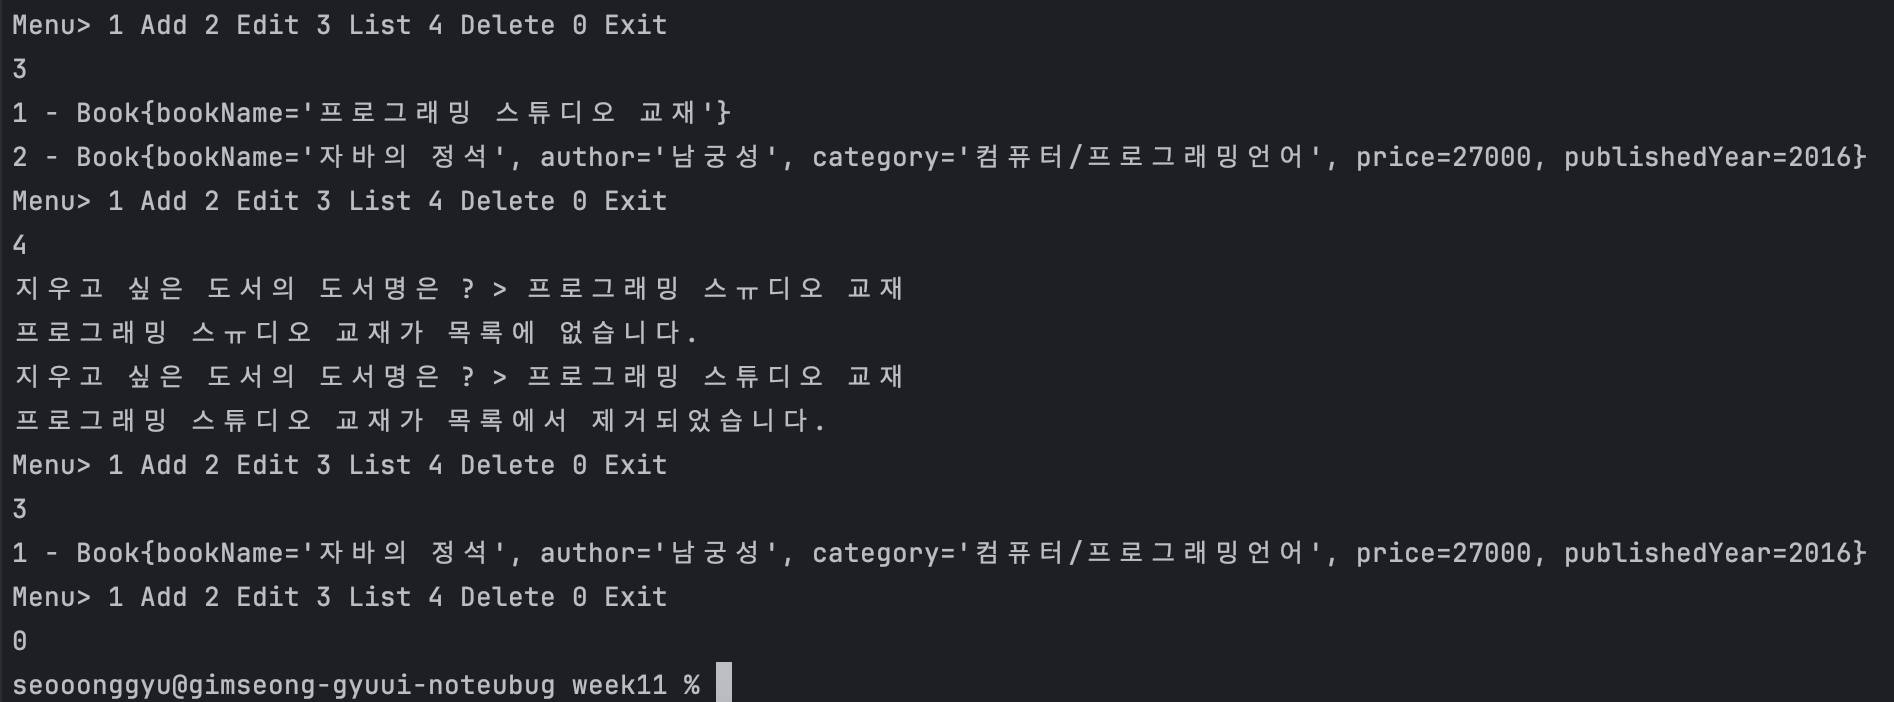 Menu> 1 Add 2 Edit 3 List 4 Delete 0 Exit
3
1 - Book{bookName='프로그래밍 스튜디오 교재'}
2 - Book{bookName='자바의 정석', author='남궁성', category='컴퓨터/프로그래밍언어', price=27000, publishedYear=2016}
Menu> 1 Add 2 Edit 3 List 4 Delete 0 Exit
4
지우고 싶은 도서의 도서명은 ? > 프로그래밍 스ㅠ디오 교재
프로그래밍 스ㅠ디오 교재가 목록에 없습니다.
지우고 싶은 도서의 도서명은 ? > 프로그래밍 스튜디오 교재
프로그래밍 스튜디오 교재가 목록에서 제거되었습니다.
Menu> 1 Add 2 Edit 3 List 4 Delete 0 Exit
3
1 - Book{bookName='자바의 정석', author='남궁성', category='컴퓨터/프로그래밍언어', price=27000, publishedYear=2016}
Menu> 1 Add 2 Edit 3 List 4 Delete 0 Exit
0
seooonggyu@gimseong-gyuui-noteubug week11 %